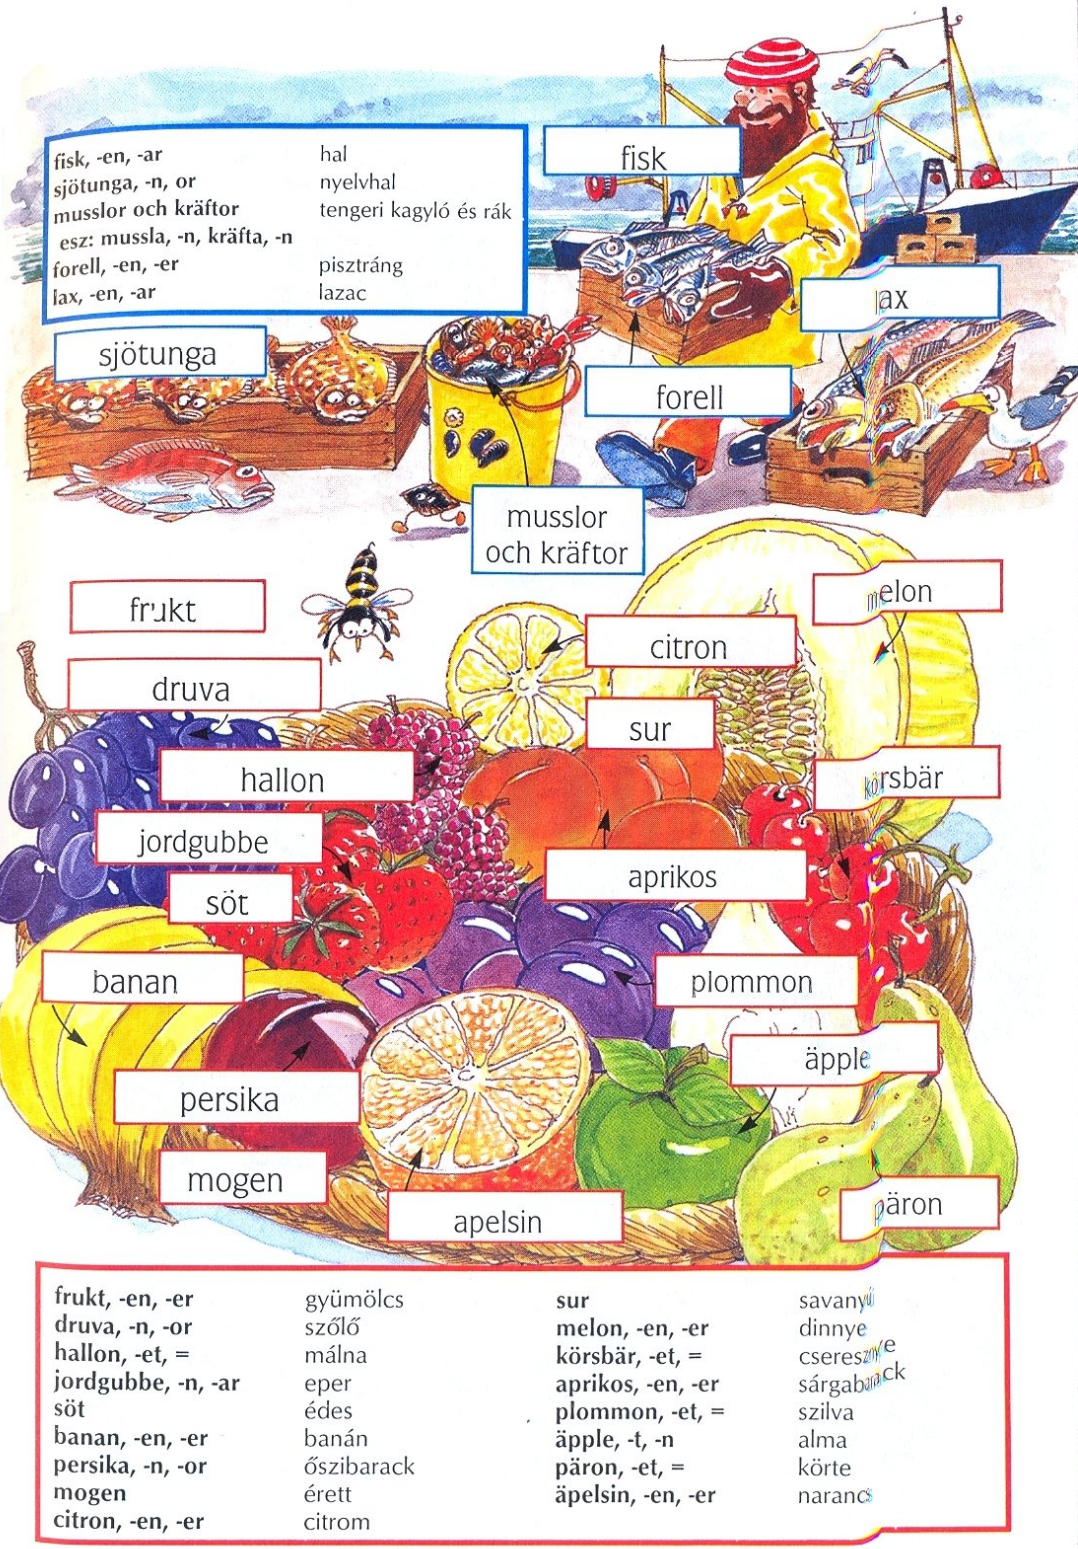 fisk, -en, -ar hal
sjötunga, -n, or nyelvhal
musslor och kräftor tengeri kagyló és rák
esz: mussla, -n, kräfta, -n
forell, -en, -er pisztráng
lax, -en, -ar lazac
fisk
lax
sjötunga
forell
musslor
och kräftor
frukt
melon
citron
druva
sur
hallon
körsbär
jordgubbe
aprikos
söt
banan
plommon
äpple
persika
mogen
apelsin
päron
frukt, -en, -er gyümölcs
druva, -n, -or szőlő
hallon, -et, = málna
jordgubbe, -n, -ar eper
söt édes
banan, -en, -er banán
persika, -n, -or őszibarack
mogen érett
citron, -en, -er citrom
sur savanyú
melon, -en, -er dinnye
körsbär, -et, = cseresznye
aprikos, -en, -er sárgabarack
plommon, -et, = szilva
äpple, -t, -n alma
päron, -et, = körte
äpelsin, -en, -er narancs